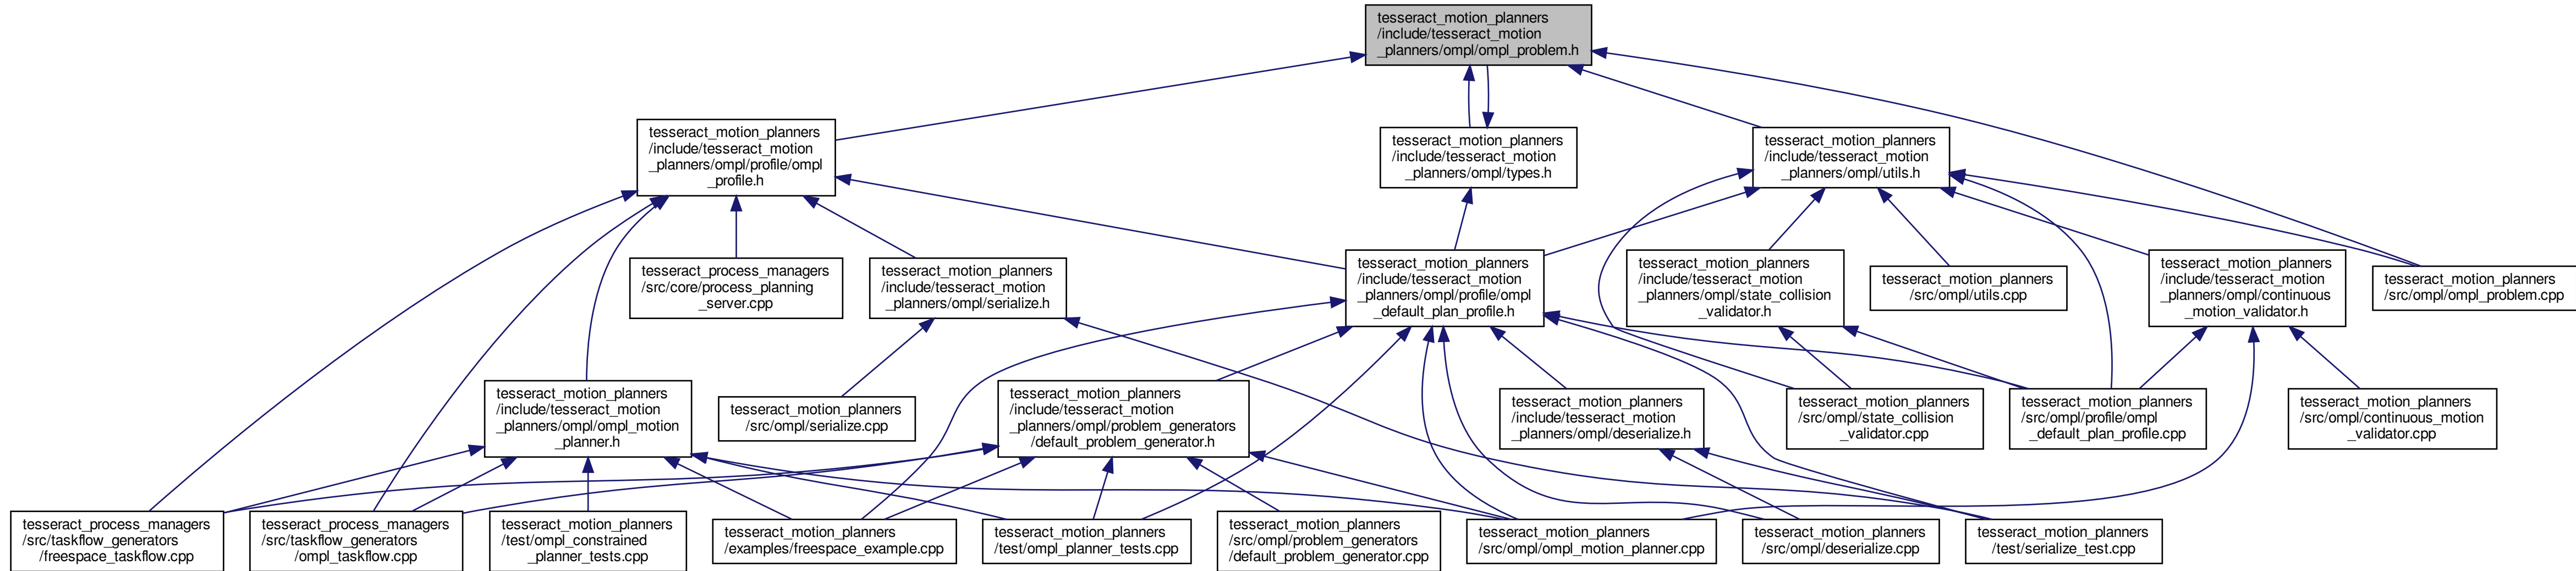 tesseract_motion_planners
/include/tesseract_motion
_planners/ompl/ompl_problem.h
tesseract_motion_planners
/include/tesseract_motion
_planners/ompl/profile/ompl
_profile.h
tesseract_motion_planners
/include/tesseract_motion
_planners/ompl/types.h
tesseract_motion_planners
/include/tesseract_motion
_planners/ompl/utils.h
tesseract_process_managers
/src/core/process_planning
_server.cpp
tesseract_motion_planners
/include/tesseract_motion
_planners/ompl/serialize.h
tesseract_motion_planners
/include/tesseract_motion
_planners/ompl/profile/ompl
_default_plan_profile.h
tesseract_motion_planners
/include/tesseract_motion
_planners/ompl/state_collision
_validator.h
tesseract_motion_planners
/src/ompl/utils.cpp
tesseract_motion_planners
/include/tesseract_motion
_planners/ompl/continuous
_motion_validator.h
tesseract_motion_planners
/src/ompl/ompl_problem.cpp
tesseract_motion_planners
/include/tesseract_motion
_planners/ompl/ompl_motion
_planner.h
tesseract_motion_planners
/src/ompl/serialize.cpp
tesseract_motion_planners
/include/tesseract_motion
_planners/ompl/problem_generators
/default_problem_generator.h
tesseract_motion_planners
/include/tesseract_motion
_planners/ompl/deserialize.h
tesseract_motion_planners
/src/ompl/state_collision
_validator.cpp
tesseract_motion_planners
/src/ompl/profile/ompl
_default_plan_profile.cpp
tesseract_motion_planners
/src/ompl/continuous_motion
_validator.cpp
tesseract_process_managers
/src/taskflow_generators
/freespace_taskflow.cpp
tesseract_process_managers
/src/taskflow_generators
/ompl_taskflow.cpp
tesseract_motion_planners
/test/ompl_constrained
_planner_tests.cpp
tesseract_motion_planners
/examples/freespace_example.cpp
tesseract_motion_planners
/test/ompl_planner_tests.cpp
tesseract_motion_planners
/src/ompl/problem_generators
/default_problem_generator.cpp
tesseract_motion_planners
/src/ompl/ompl_motion_planner.cpp
tesseract_motion_planners
/src/ompl/deserialize.cpp
tesseract_motion_planners
/test/serialize_test.cpp